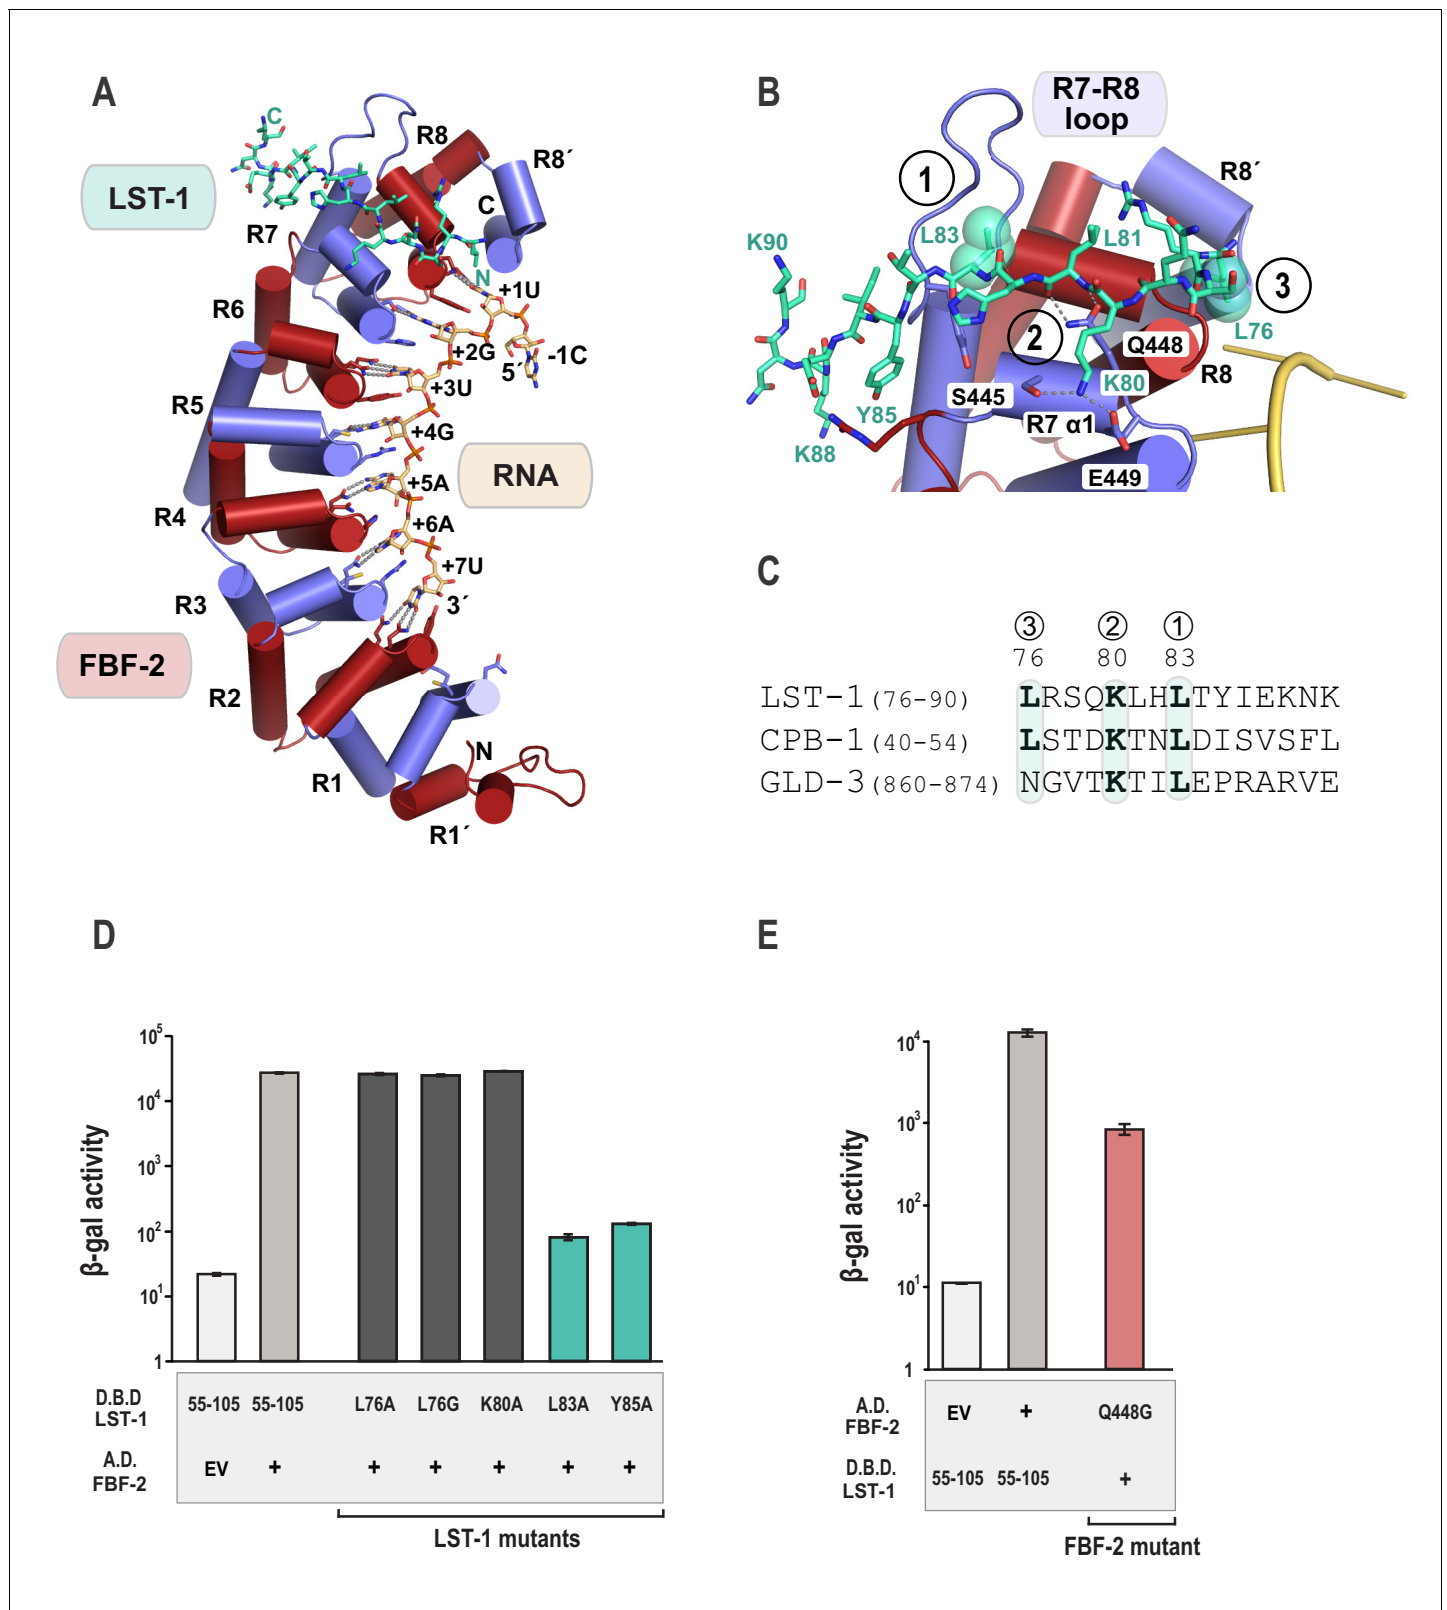 A
C
LST-1
R8
R8´
C
R7
N
+1U
R6
+2G
-1C
5´
+3U
R5
+4G
RNA
+5A
R4
+6A
+7U
R3
3´
FBF-2
R2
N
R1
R1´
B
R7-R8
loop
1
R8´
K90
L83
L81
3
2
L76
Q448
R8
K80
S445
Y85
R7 α1
K88
E449
C
3 2 1
76 80 83
LST-1 (76-90) LRSQKLHLTYIEKNK
CPB-1 (40-54) LSTDKTNLDISVSFL
GLD-3 (860-874) NGVTKTILEPRARVE
D
β-gal activity
10⁵
10⁴
10³
10²
10¹
1
D.B.D
LST-1
55-105 55-105 L76A L76G K80A L83A Y85A
A.D.
FBF-2
EV + + + + + +
LST-1 mutants
E
β-gal activity
10⁴
10³
10²
10¹
1
A.D.
FBF-2
EV + Q448G
D.B.D.
LST-1
55-105 55-105 +
FBF-2 mutant